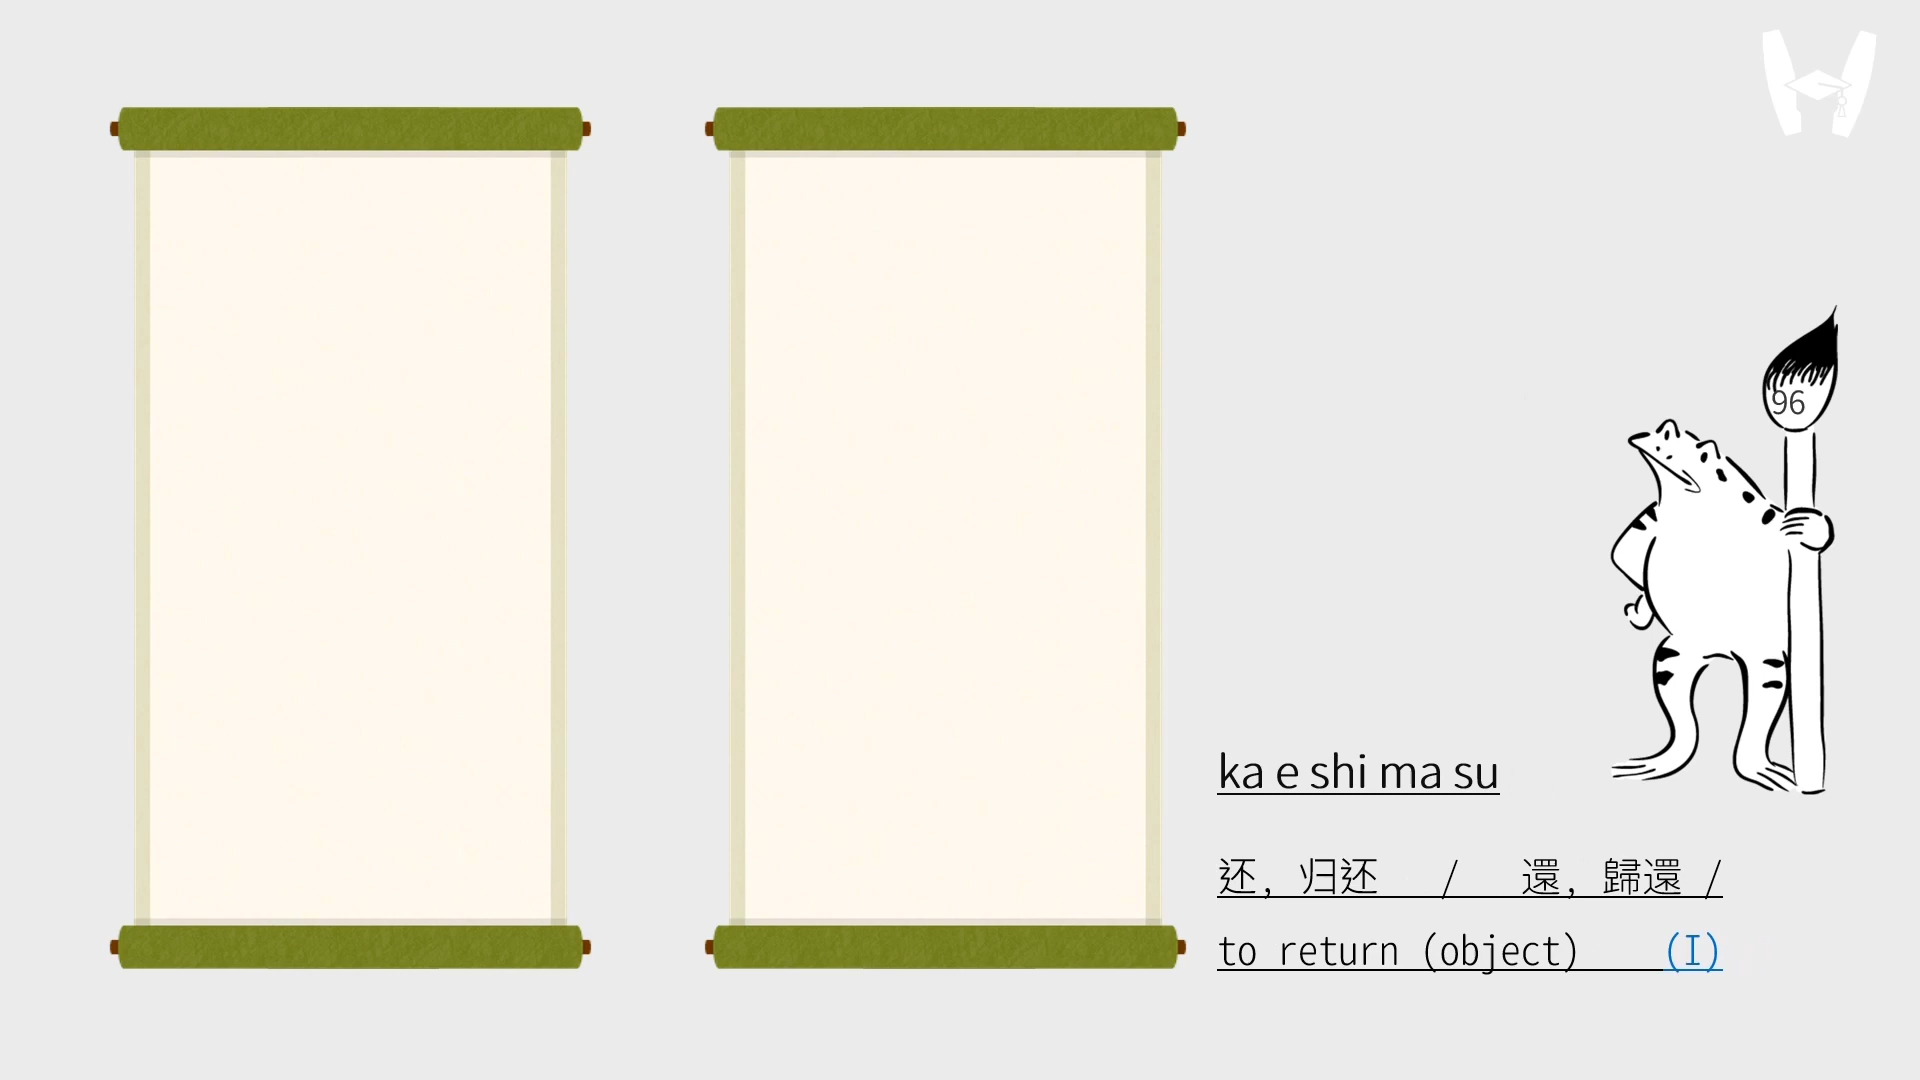 96
ka e shi ma su
还, 归还 / 還, 歸還 /
to return (object) (I)